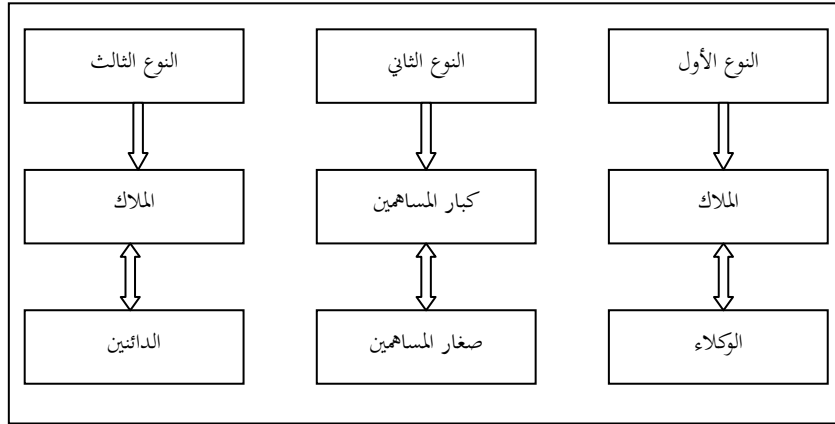 النوع الأول
النوع الثاني
النوع الثالث
الملاك
كبار المساهمين
الملاك
الوكلاء
صغار المساهمين
الدائنين